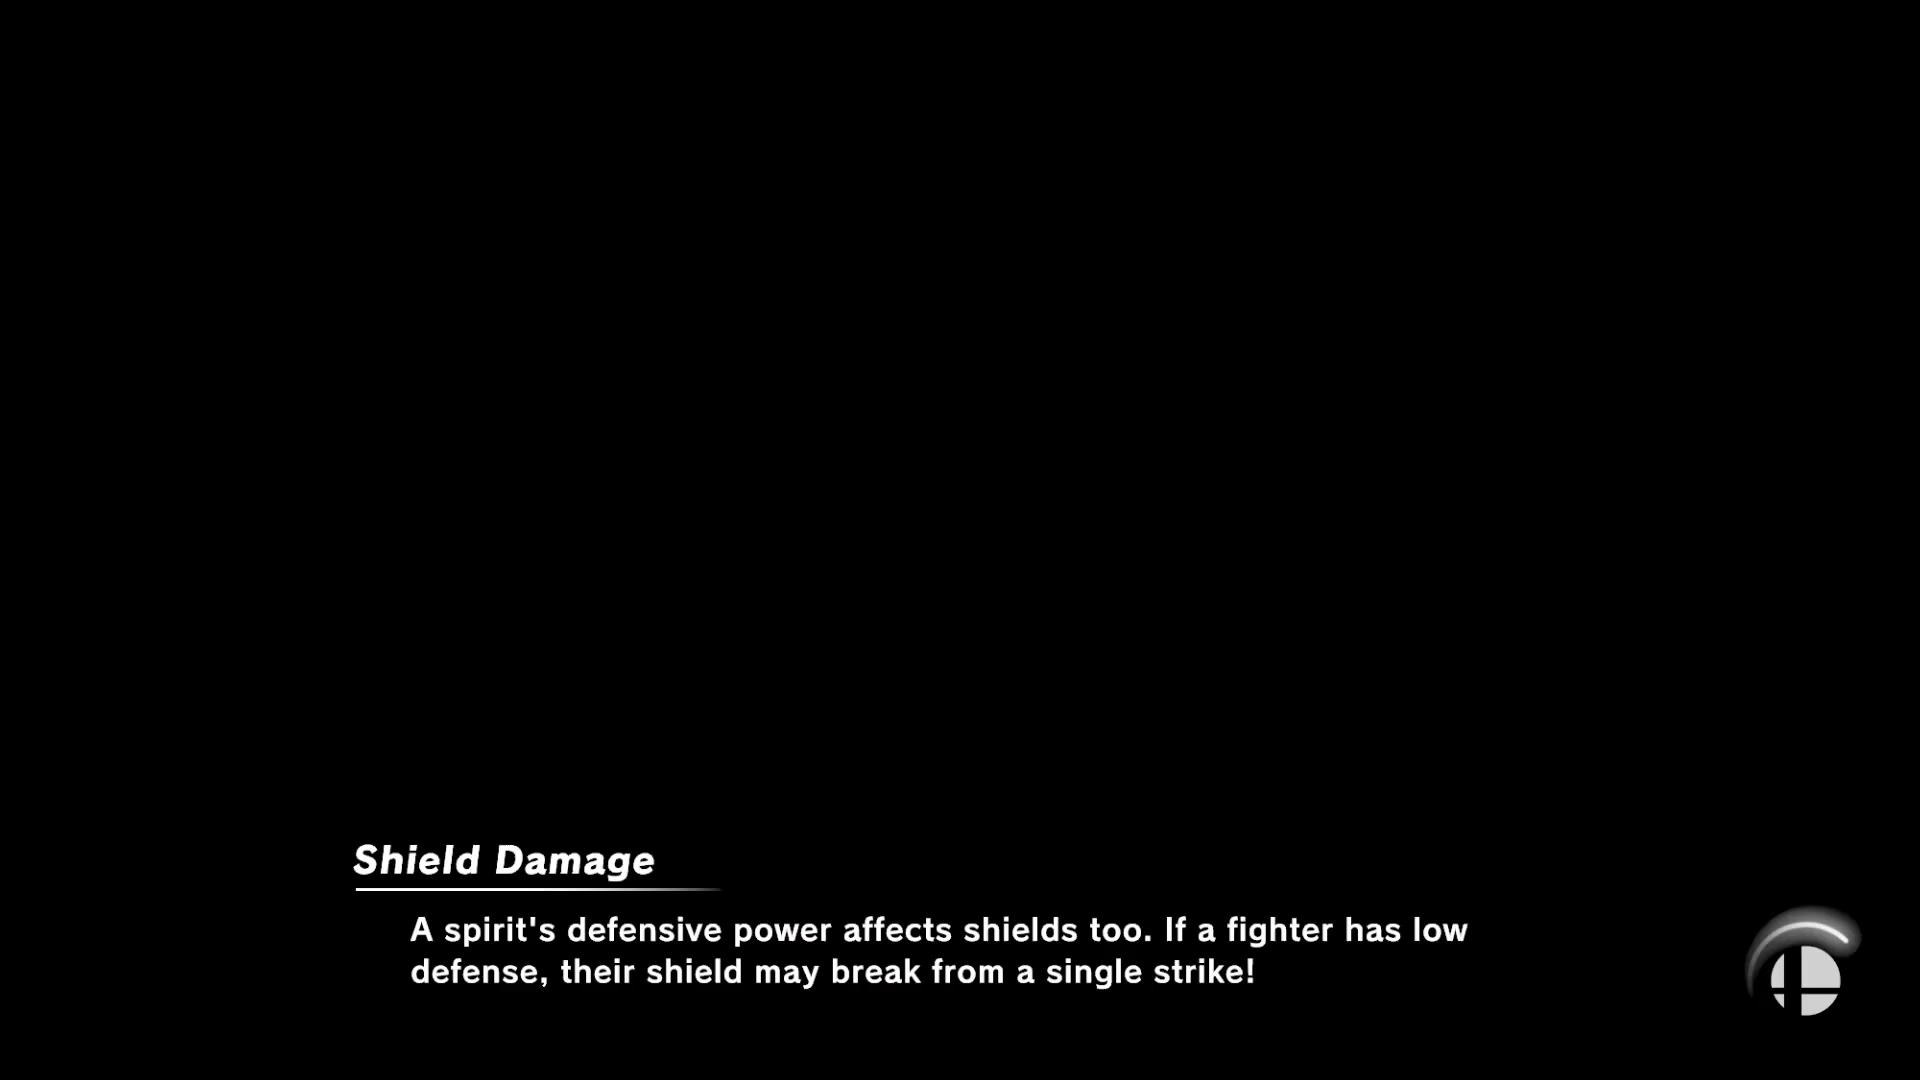 Shield Damage
A spirit's defensive power affects shields too. If a fighter has low
defense, their shield may break from a single strike!